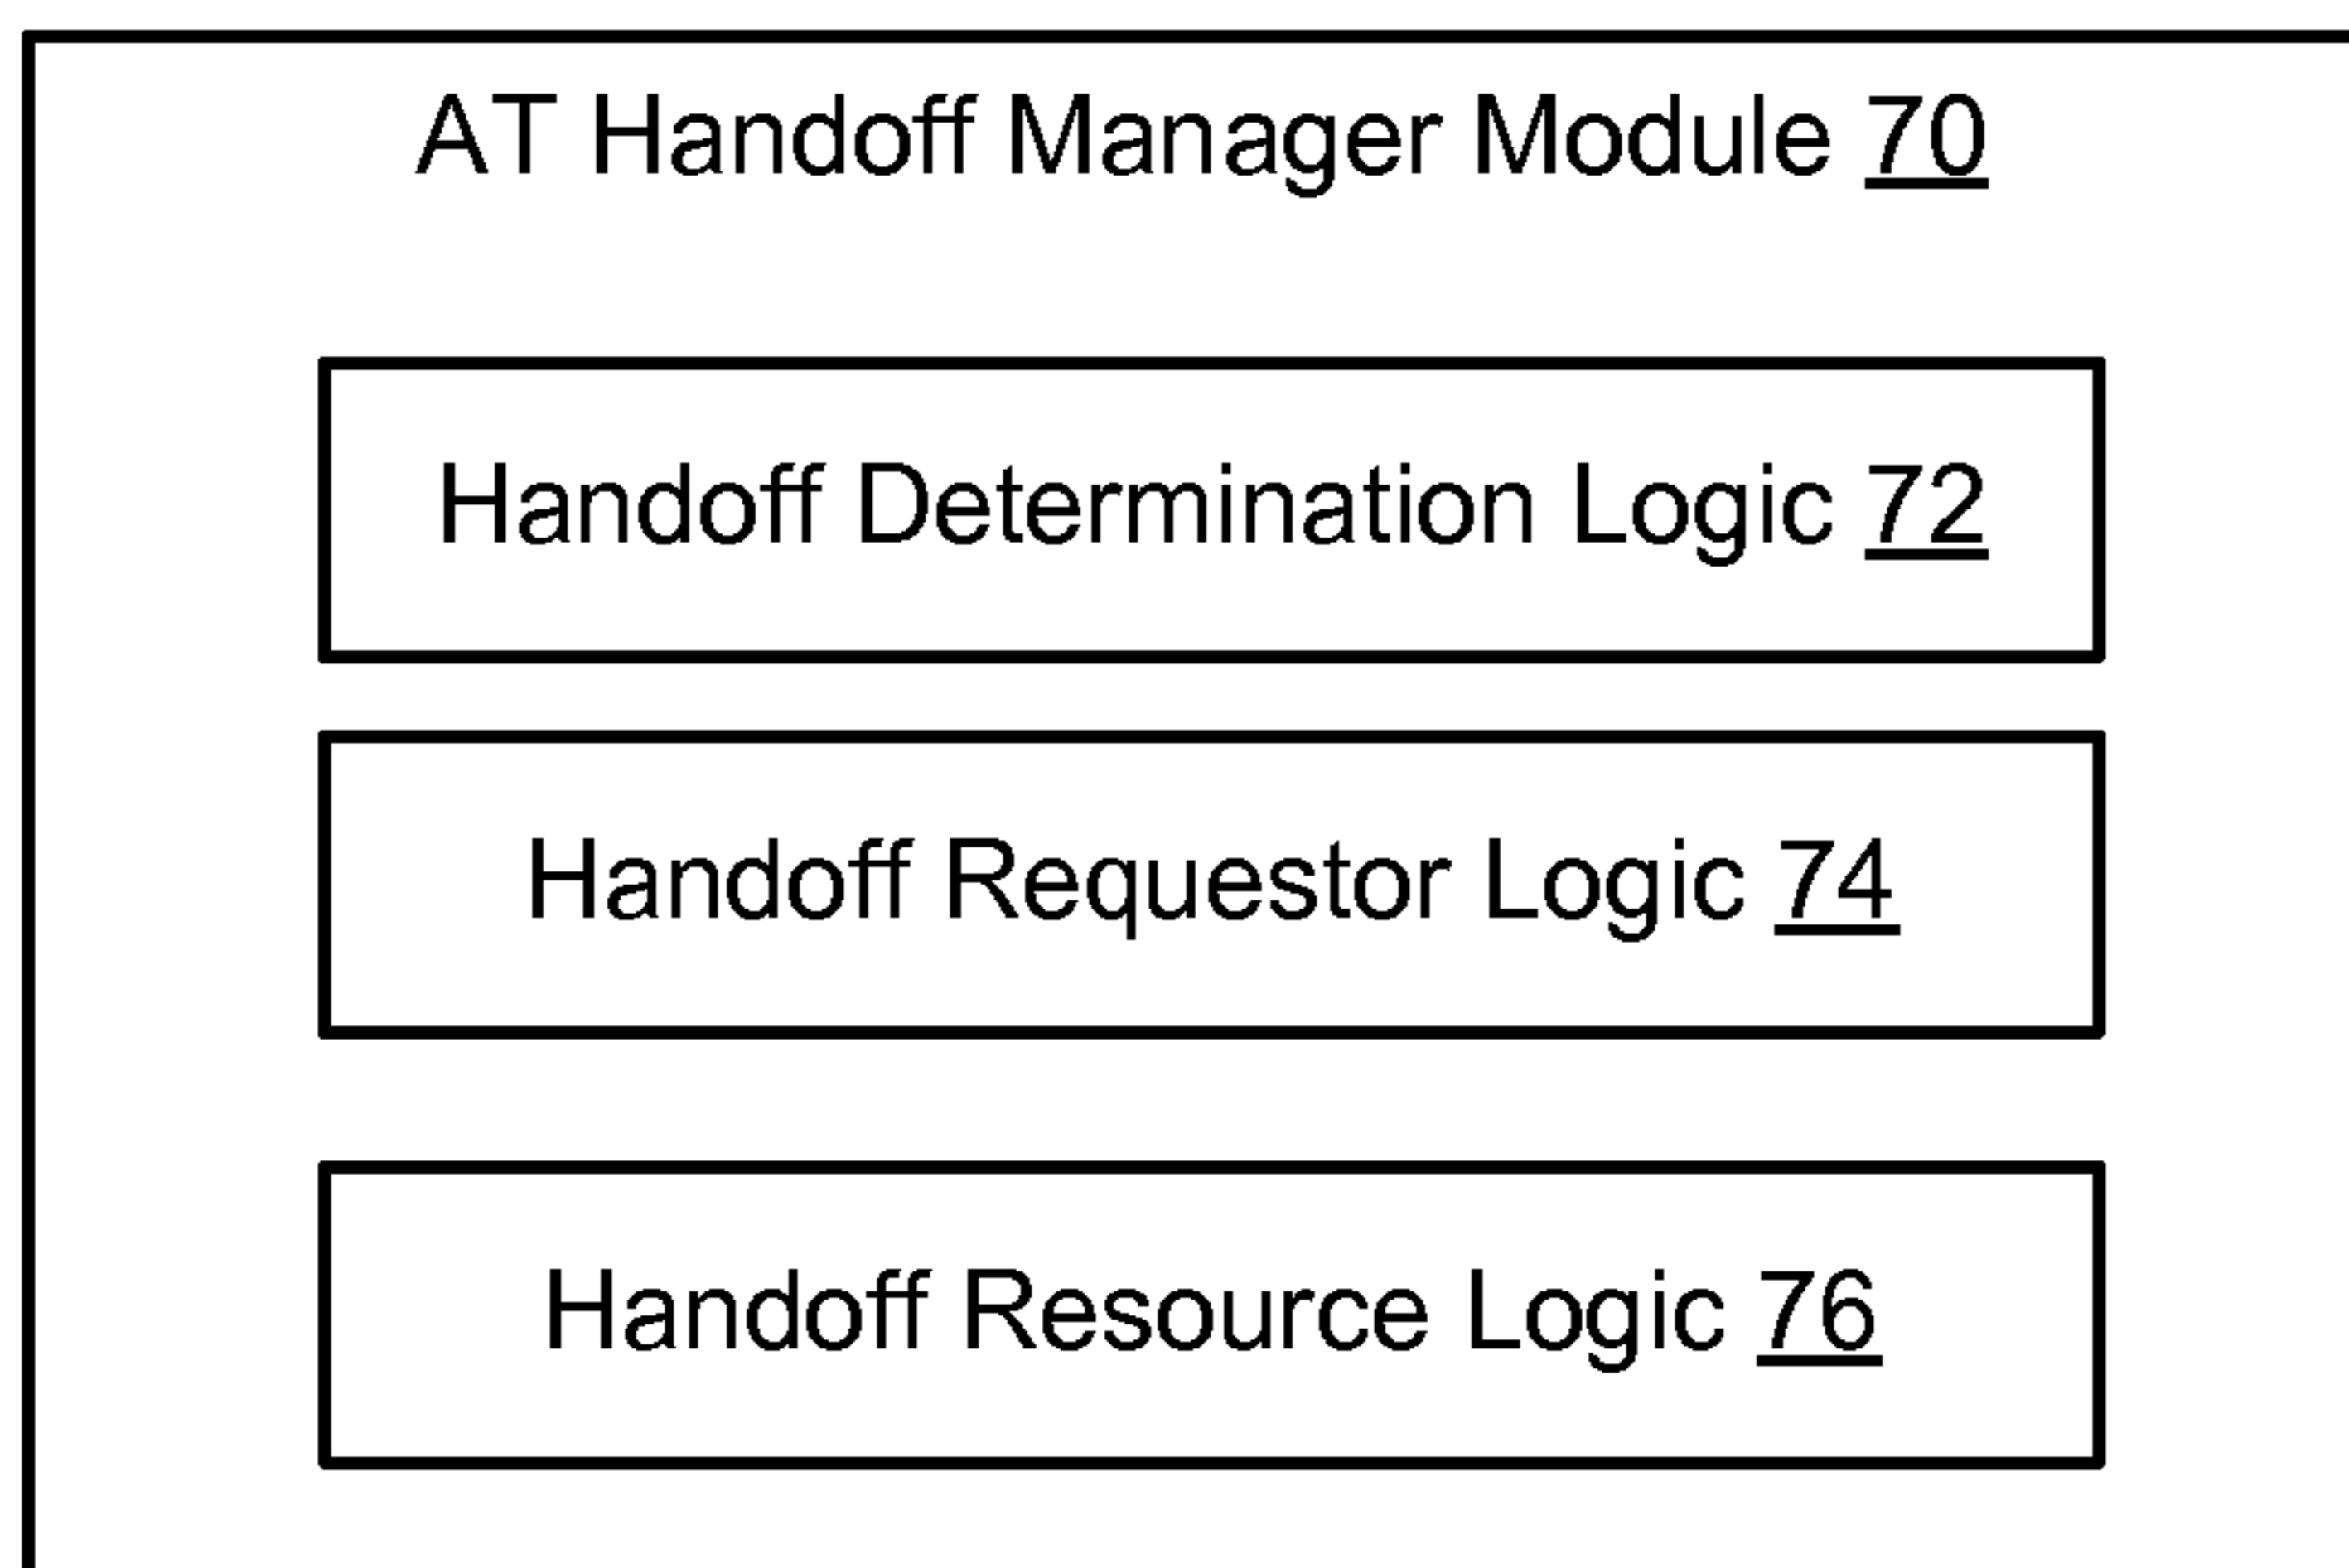 AT Handoff Manager Module 70
Handoff Determination Logic 72
Handoff Requestor Logic 74
Handoff Resource Logic 76